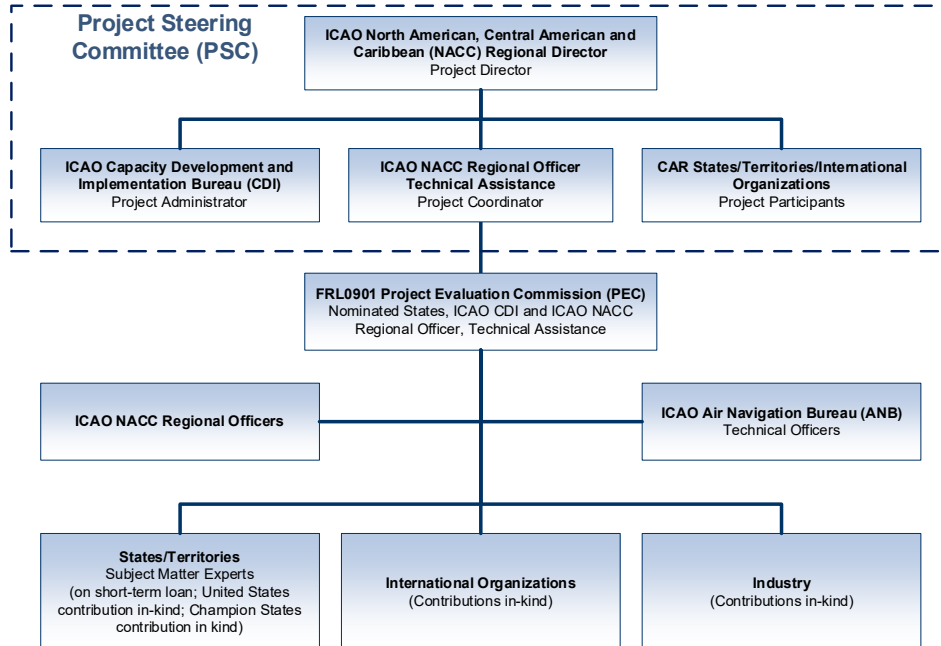 Project Steering
Committee (PSC)
ICAO North American, Central American and
Caribbean (NACC) Regional Director
Project Director
ICAO Capacity Development and
Implementation Bureau (CDI)
Project Administrator
ICAO NACC Regional Officer
Technical Assistance
Project Coordinator
CAR States/Territories/International
Organizations
Project Participants
FRL0901 Project Evaluation Commission (PEC)
Nominated States, ICAO CDI and ICAO NACC
Regional Officer, Technical Assistance
ICAO NACC Regional Officers
ICAO Air Navigation Bureau (ANB)
Technical Officers
States/Territories
Subject Matter Experts
(on short-term loan; United States
contribution in-kind; Champion States
contribution in kind)
International Organizations
(Contributions in-kind)
Industry
(Contributions in-kind)